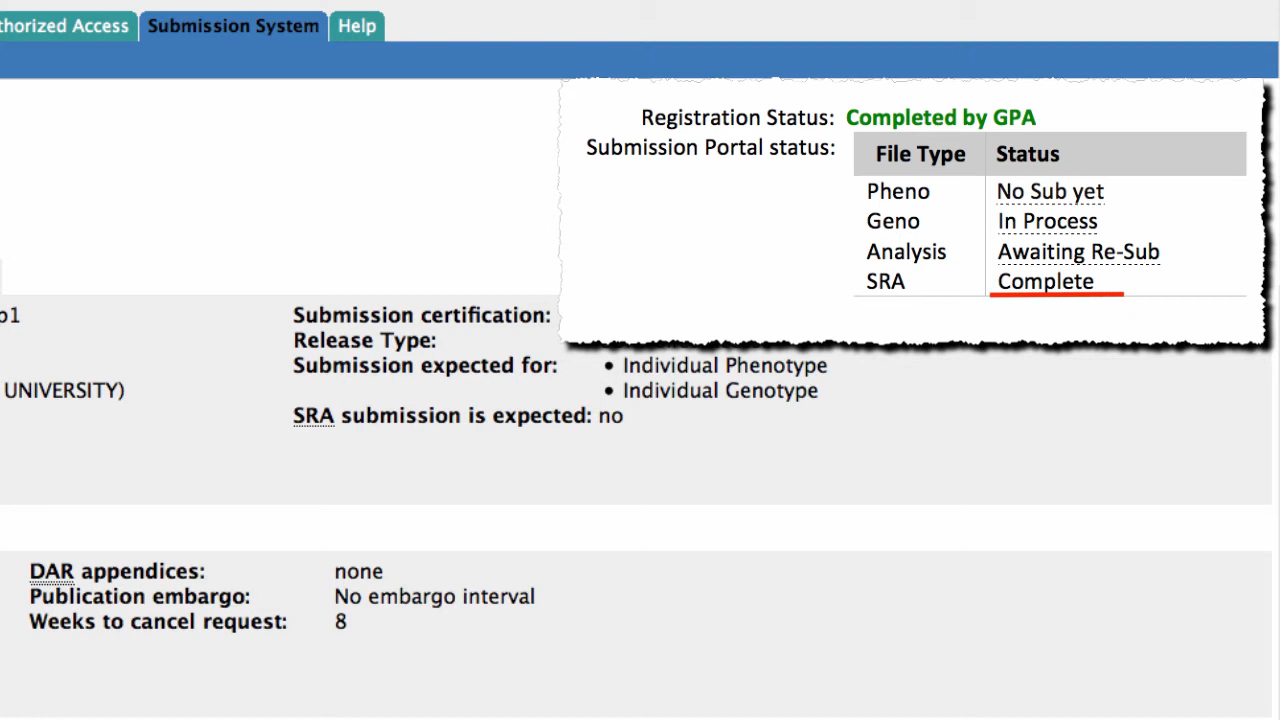 thorized Access Submission System Help
Registration Status: Completed by GPA
Submission Portal status:
File Type Status
Pheno No Sub yet
Geno In Process
Analysis Awaiting Re-Sub
SRA Complete
p1 Submission certification:
Release Type:
Submission expected for: • Individual Phenotype
UNIVERSITY) • Individual Genotype
SRA submission is expected: no
DAR appendices: none
Publication embargo: No embargo interval
Weeks to cancel request: 8